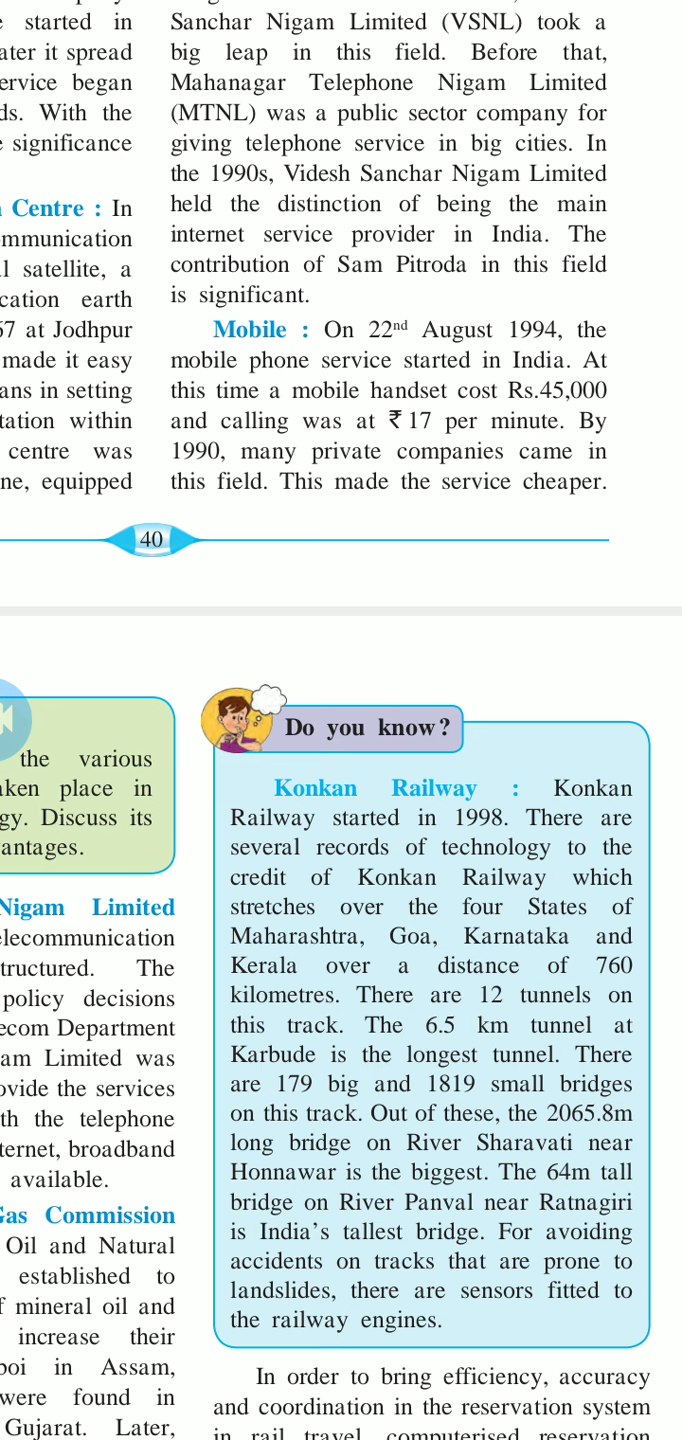 started in
ater it spread
ervice began
ds. With the
significance
Centre : In
ommunication
l satellite, a
cation earth
67 at Jodhpur
made it easy
ans in setting
tation within
centre was
ne, equipped
Sanchar Nigam Limited (VSNL) took a
big leap in this field. Before that,
Mahanagar Telephone Nigam Limited
(MTNL) was a public sector company for
giving telephone service in big cities. In
the 1990s, Videsh Sanchar Nigam Limited
held the distinction of being the main
internet service provider in India. The
contribution of Sam Pitroda in this field
is significant.
Mobile : On 22nd August 1994, the
mobile phone service started in India. At
this time a mobile handset cost Rs.45,000
and calling was at ₹ 17 per minute. By
1990, many private companies came in
this field. This made the service cheaper.
40
the various
aken place in
gy. Discuss its
antages.
Nigam Limited
elecommunication
tructured. The
policy decisions
ecom Department
am Limited was
ovide the services
th the telephone
ternet, broadband
available.
Gas Commission
Oil and Natural
established to
f mineral oil and
increase their
boi in Assam,
were found in
Gujarat. Later,
Do you know?
Konkan Railway : Konkan
Railway started in 1998. There are
several records of technology to the
credit of Konkan Railway which
stretches over the four States of
Maharashtra, Goa, Karnataka and
Kerala over a distance of 760
kilometres. There are 12 tunnels on
this track. The 6.5 km tunnel at
Karbude is the longest tunnel. There
are 179 big and 1819 small bridges
on this track. Out of these, the 2065.8m
long bridge on River Sharavati near
Honnawar is the biggest. The 64m tall
bridge on River Panval near Ratnagiri
is India's tallest bridge. For avoiding
accidents on tracks that are prone to
landslides, there are sensors fitted to
the railway engines.
In order to bring efficiency, accuracy
and coordination in the reservation system
in rail travel, computerised reservation